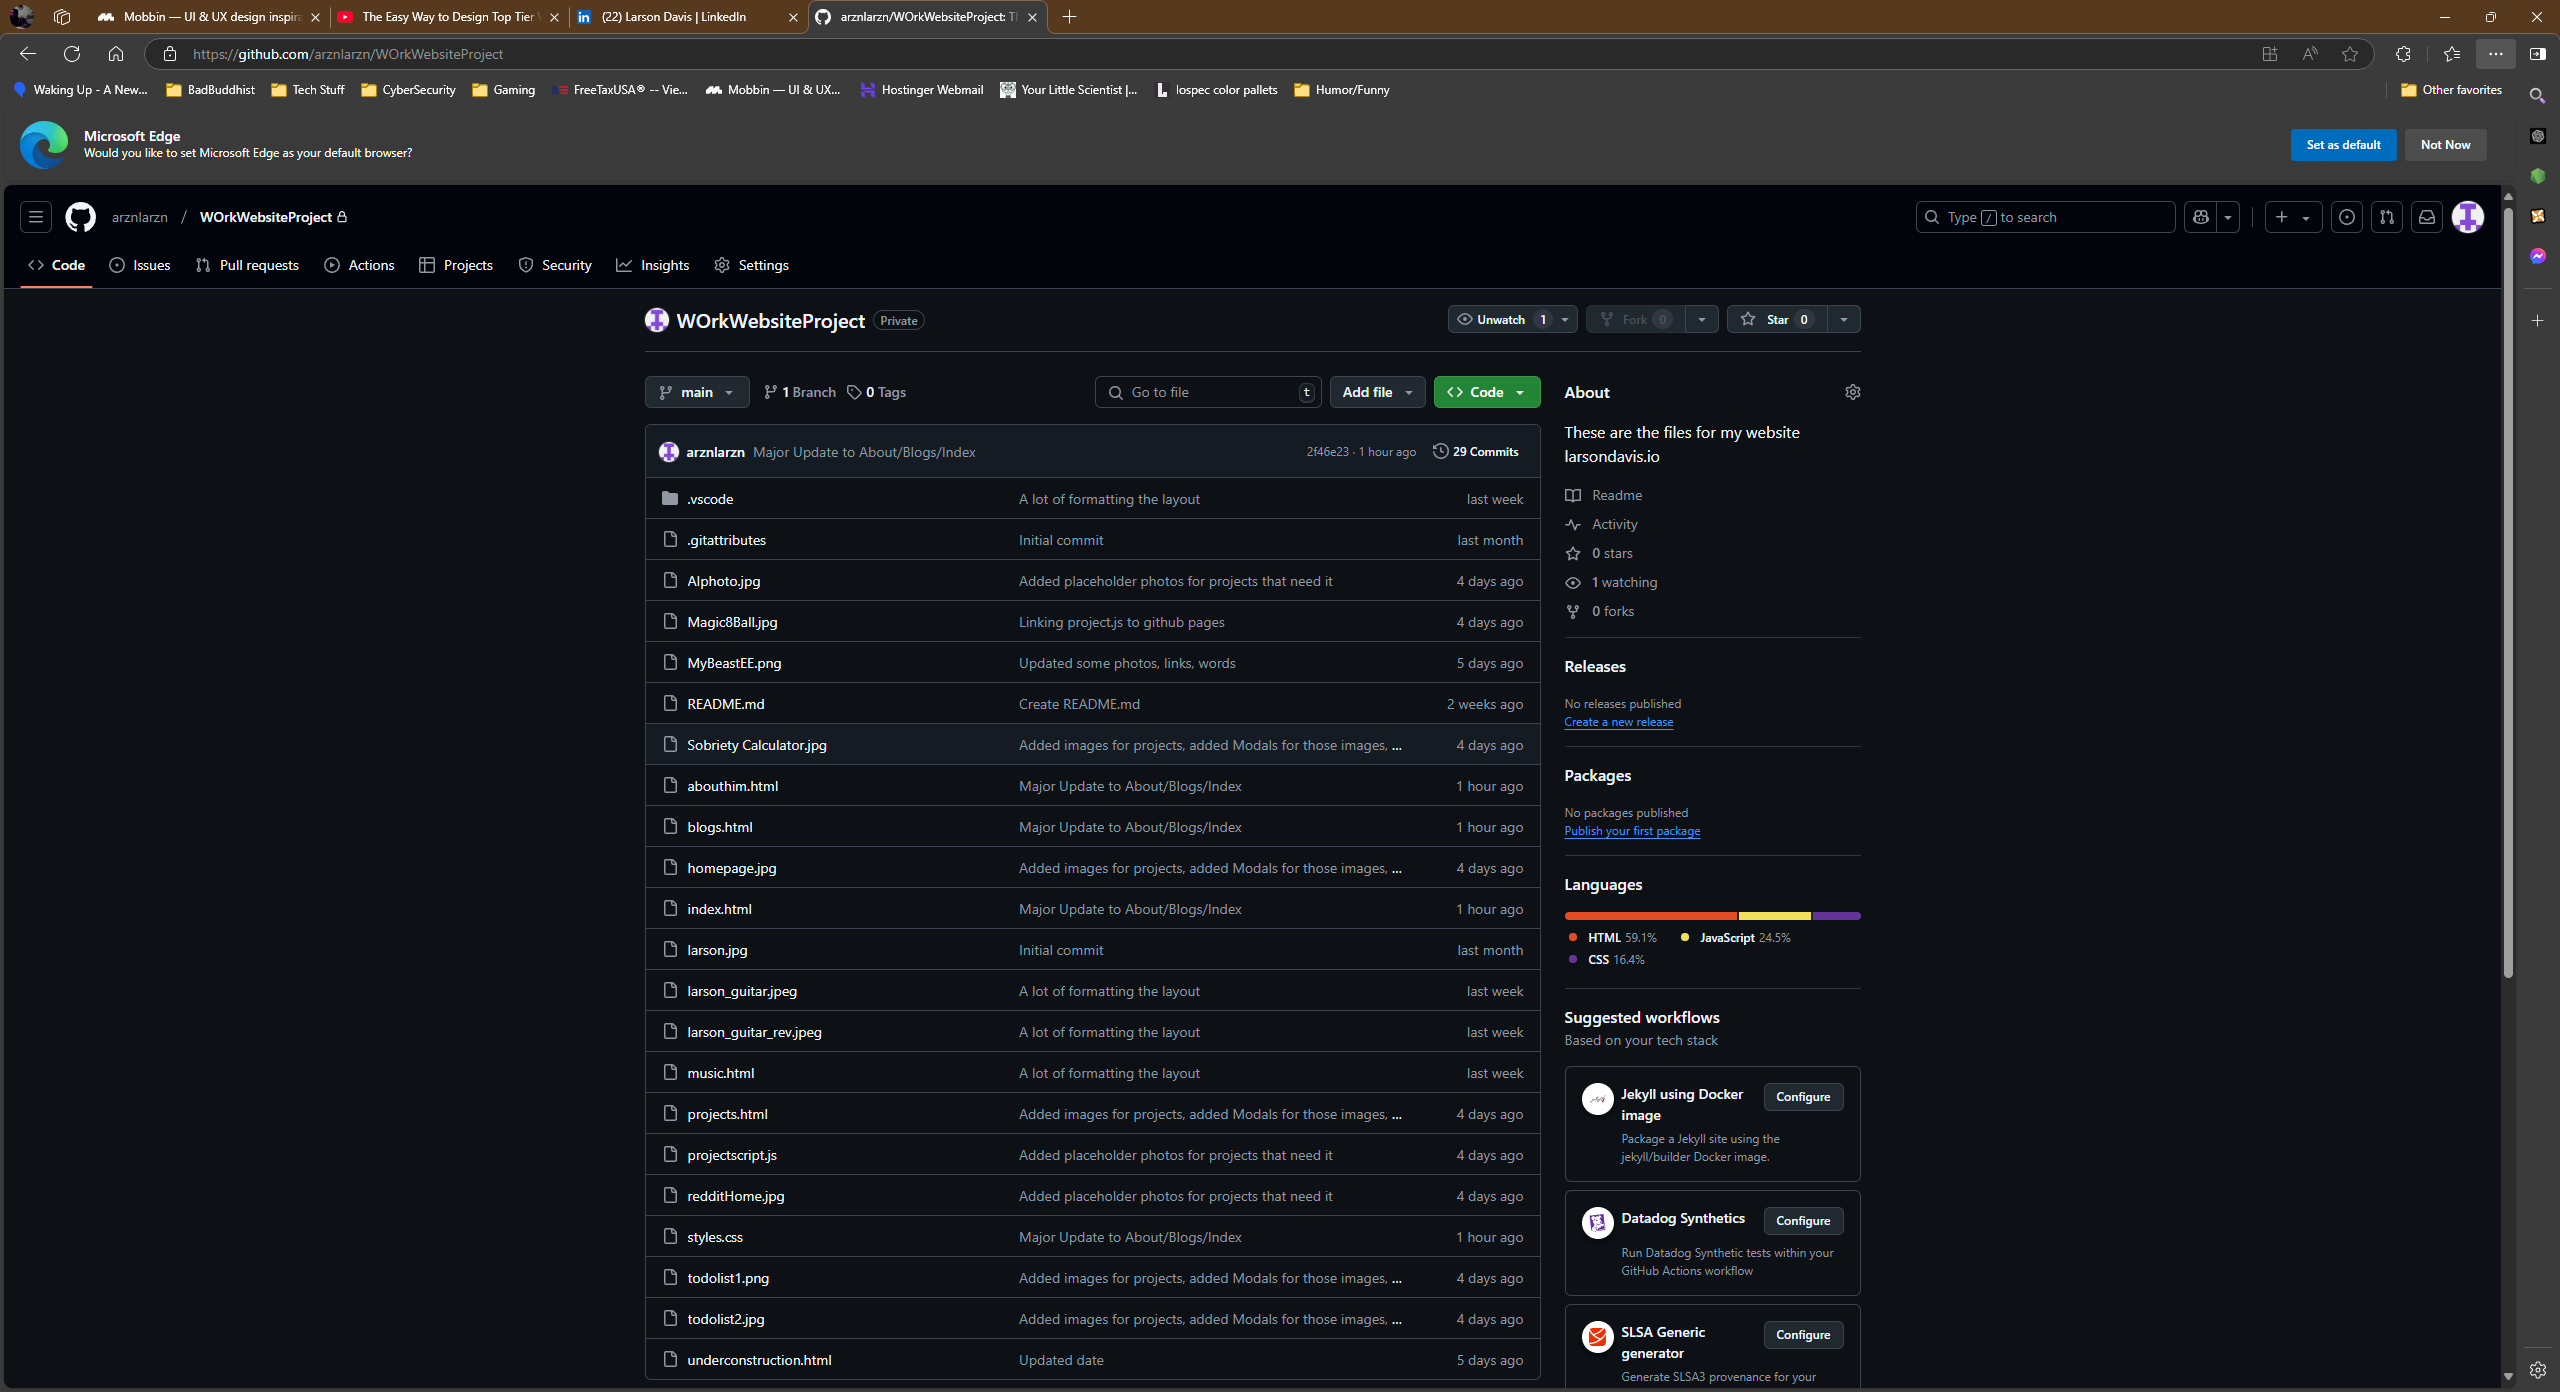 Mobbin — UI & UX design inspira
The Easy Way to Design Top Tier
(22) Larson Davis | LinkedIn
arznlarzn/WOrkWebsiteProject: Th
https://github.com/arznlarzn/WOrkWebsiteProject
Waking Up - A New...
BadBuddhist
Tech Stuff
CyberSecurity
Gaming
FreeTaxUSA® -- Vie...
Mobbin — UI & UX...
Hostinger Webmail
Your Little Scientist |...
lospec color pallets
Humor/Funny
Other favorites
Microsoft Edge
Would you like to set Microsoft Edge as your default browser?
Set as default
Not Now
arznlarzn / WOrkWebsiteProject
Type / to search
Code
Issues
Pull requests
Actions
Projects
Security
Insights
Settings
WOrkWebsiteProject Private
Unwatch 1
Fork 0
Star 0
main
1 Branch
0 Tags
Go to file t
Add file
Code
arznlarzn Major Update to About/Blogs/Index 2f46e23 · 1 hour ago 29 Commits
.vscode A lot of formatting the layout last week
.gitattributes Initial commit last month
AIphoto.jpg Added placeholder photos for projects that need it 4 days ago
Magic8Ball.jpg Linking project.js to github pages 4 days ago
MyBeastEE.png Updated some photos, links, words 5 days ago
README.md Create README.md 2 weeks ago
Sobriety Calculator.jpg Added images for projects, added Modals for those images, ... 4 days ago
abouthim.html Major Update to About/Blogs/Index 1 hour ago
blogs.html Major Update to About/Blogs/Index 1 hour ago
homepage.jpg Added images for projects, added Modals for those images, ... 4 days ago
index.html Major Update to About/Blogs/Index 1 hour ago
larson.jpg Initial commit last month
larson_guitar.jpeg A lot of formatting the layout last week
larson_guitar_rev.jpeg A lot of formatting the layout last week
music.html A lot of formatting the layout last week
projects.html Added images for projects, added Modals for those images, ... 4 days ago
projectscript.js Added placeholder photos for projects that need it 4 days ago
redditHome.jpg Added placeholder photos for projects that need it 4 days ago
styles.css Major Update to About/Blogs/Index 1 hour ago
todolist1.png Added images for projects, added Modals for those images, ... 4 days ago
todolist2.jpg Added images for projects, added Modals for those images, ... 4 days ago
underconstruction.html Updated date 5 days ago
About
These are the files for my website
larsondavis.io
Readme
Activity
0 stars
1 watching
0 forks
Releases
No releases published
Create a new release
Packages
No packages published
Publish your first package
Languages
HTML 59.1%
JavaScript 24.5%
CSS 16.4%
Suggested workflows
Based on your tech stack
Jekyll using Docker
image
Configure
Package a Jekyll site using the
jekyll/builder Docker image.
Datadog Synthetics
Configure
Run Datadog Synthetic tests within your
GitHub Actions workflow
SLSA Generic
generator
Configure
Generate SLSA3 provenance for your